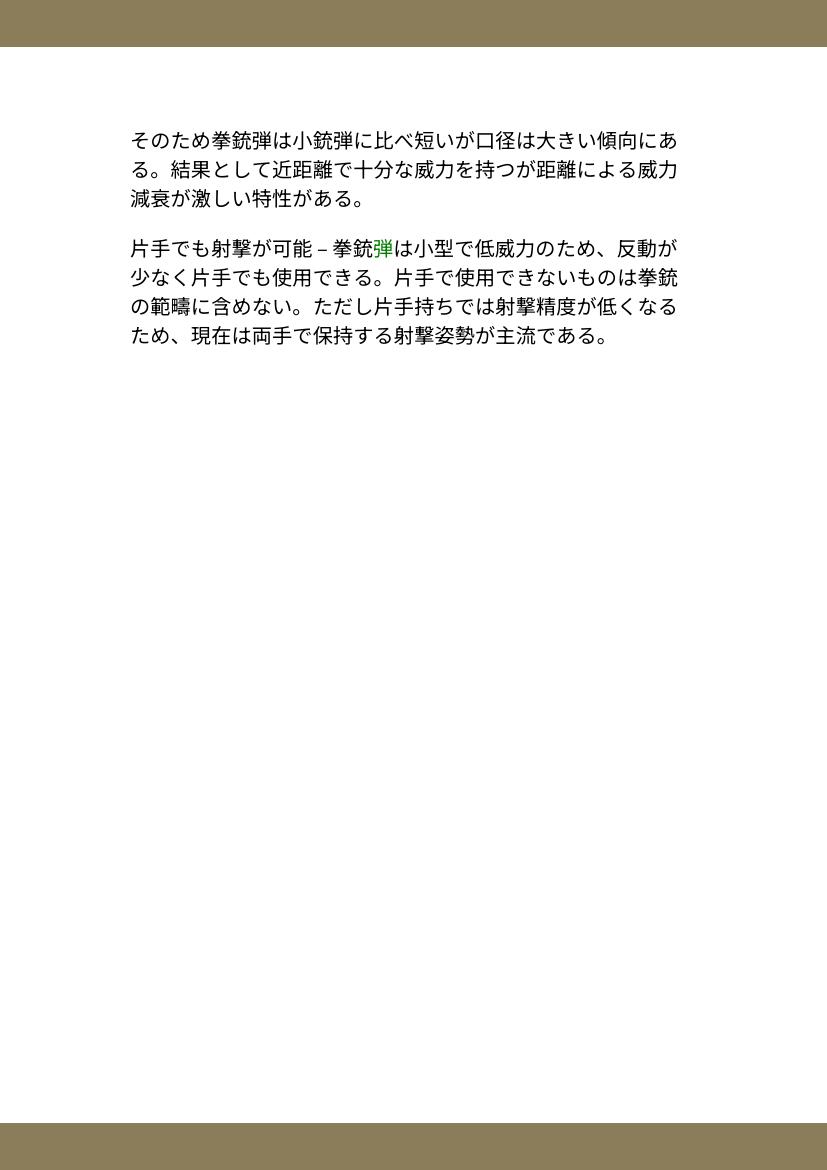 そのため拳銃弾は小銃弾に比べ短いが口径は大きい傾向にあ
る。結果として近距離で十分な威力を持つが距離による威力
減衰が激しい特性がある。
片手でも射撃が可能 – 拳銃弾は小型で低威力のため、反動が
少なく片手でも使用できる。片手で使用できないものは拳銃
の範疇に含めない。ただし片手持ちでは射撃精度が低くなる
ため、現在は両手で保持する射撃姿勢が主流である。